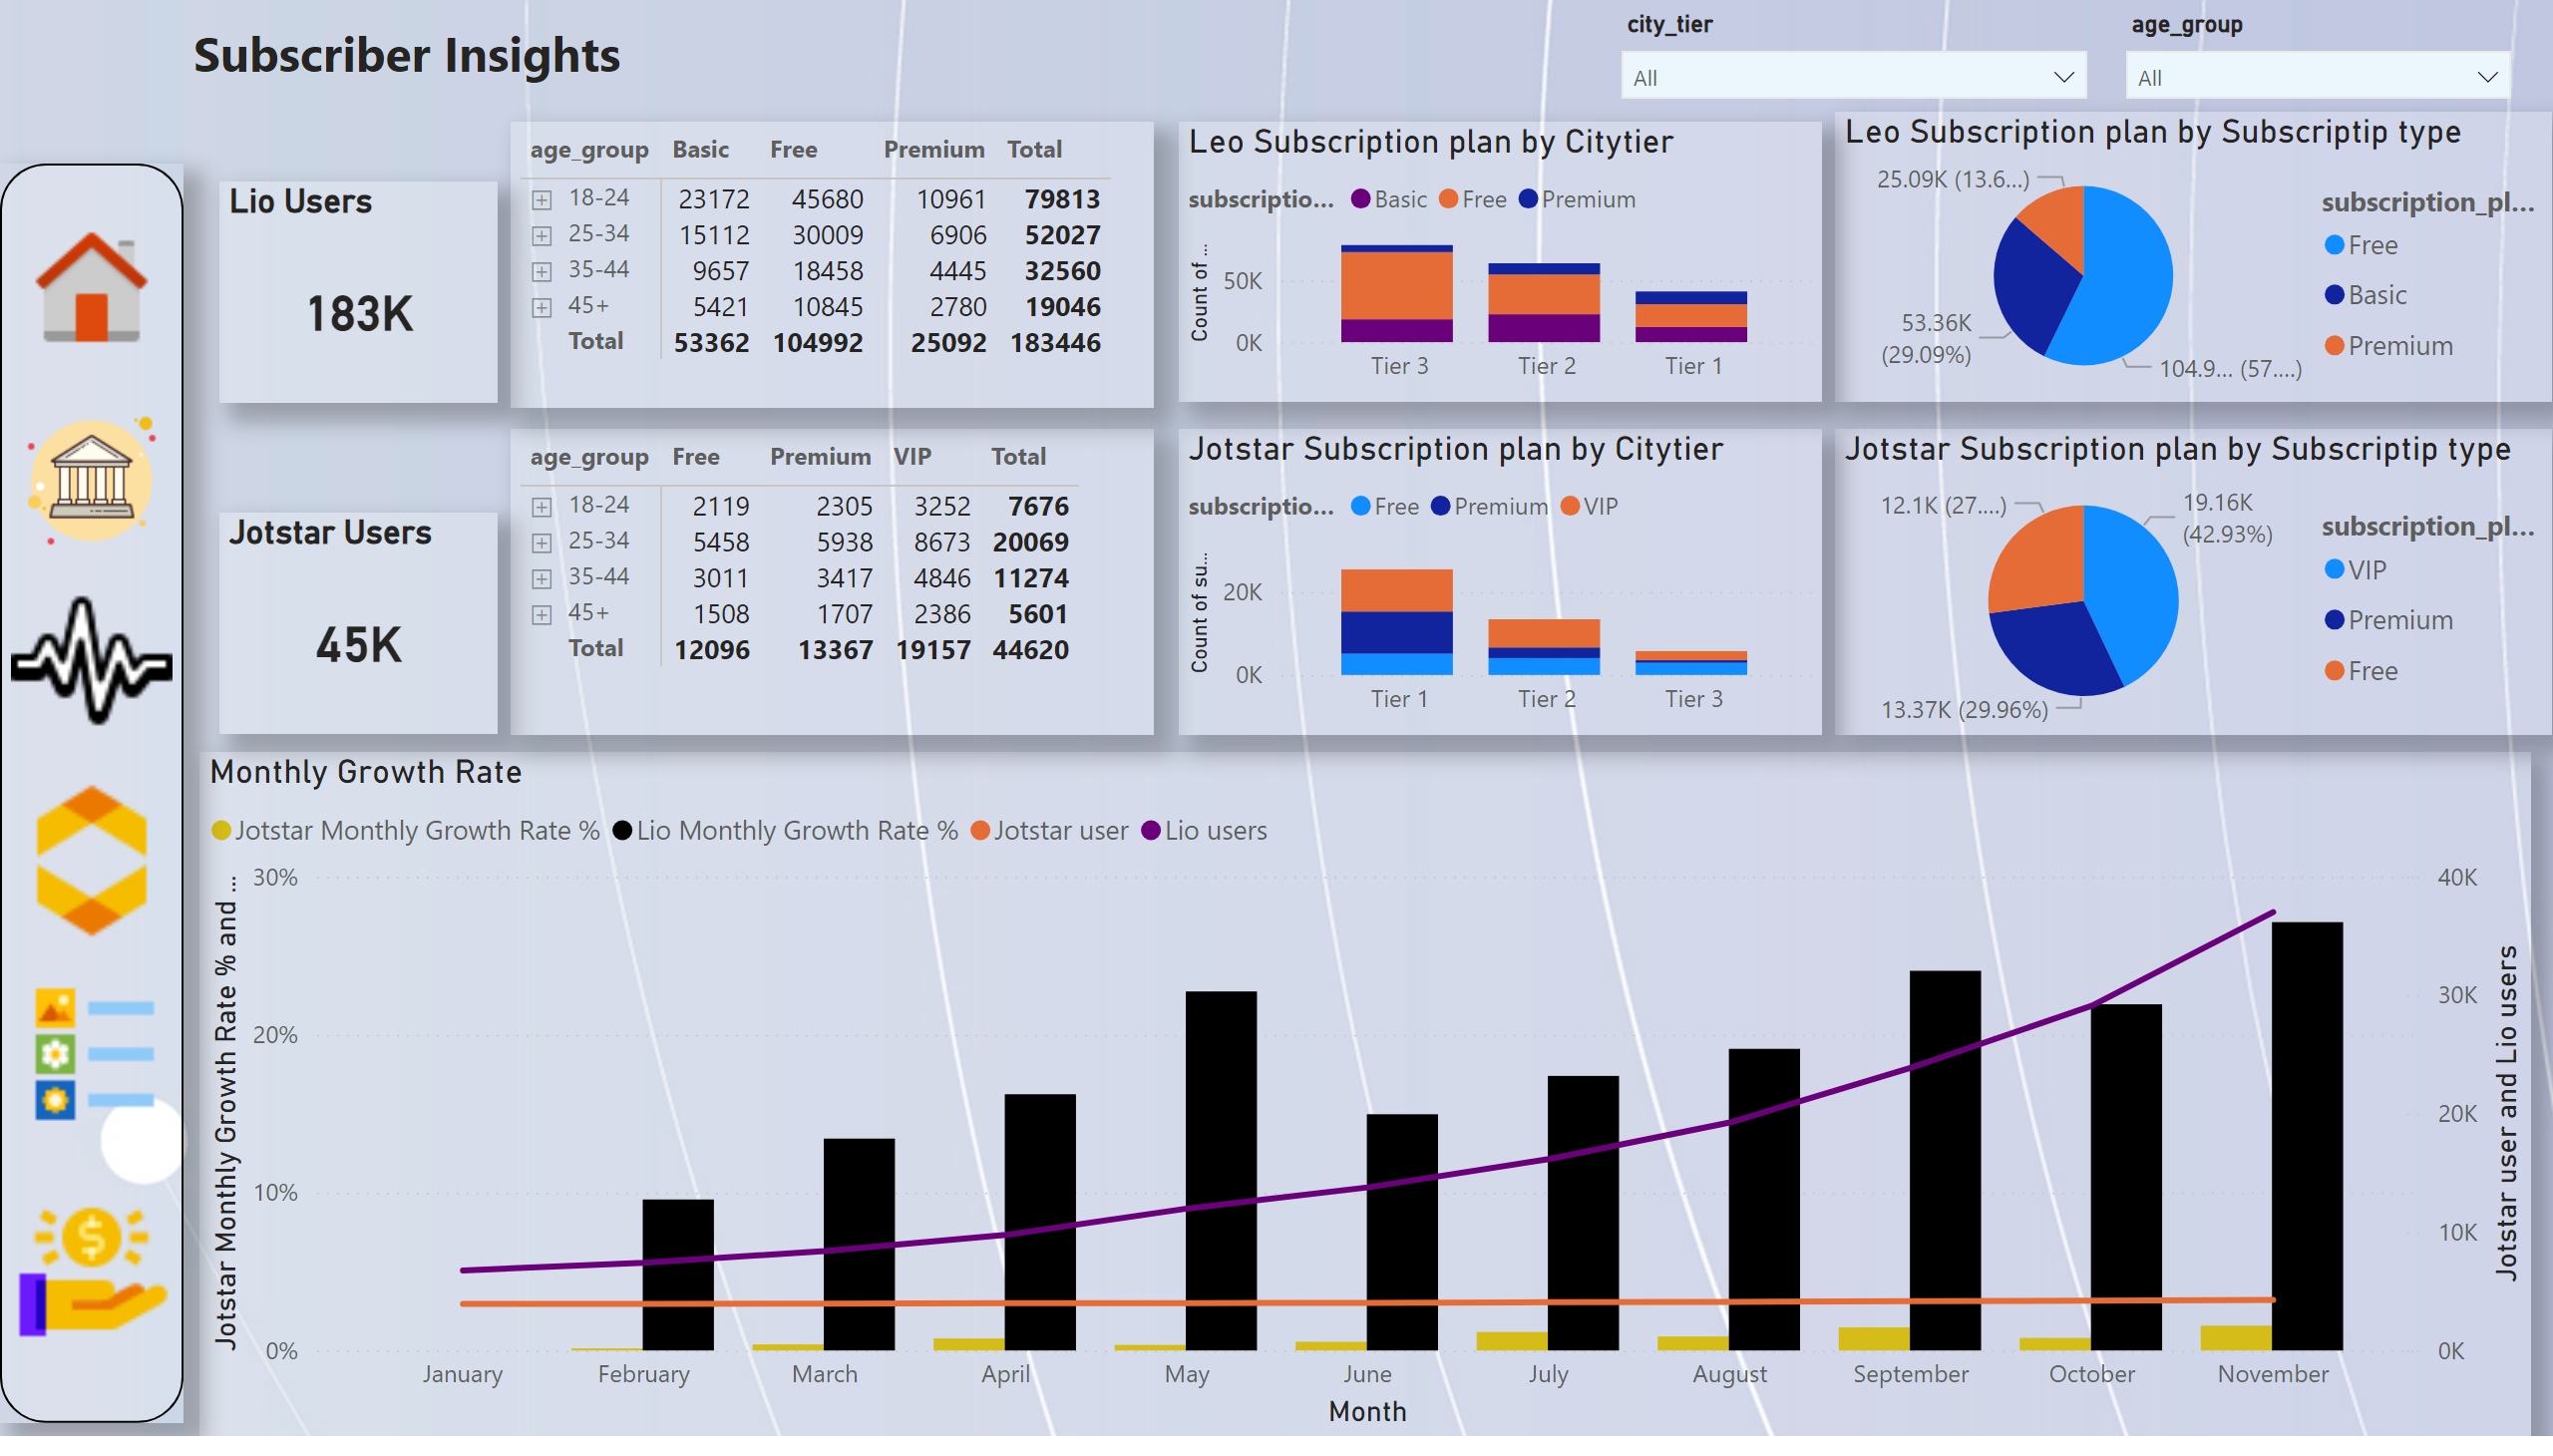 Subscriber Insights
city_tier
All
age_group
All
Lio Users
183K
age_group Basic Free Premium Total
18-24 23172 45680 10961 79813
25-34 15112 30009 6906 52027
35-44 9657 18458 4445 32560
45+ 5421 10845 2780 19046
Total 53362 104992 25092 183446
Leo Subscription plan by Citytier
subscriptio... Basic Free Premium
Count of ...
50K
0K
Tier 3 Tier 2 Tier 1
Leo Subscription plan by Subscriptip type
25.09K (13.6...)
53.36K
(29.09%)
104.9... (57....)
subscription_pl...
Free
Basic
Premium
Jotstar Users
45K
age_group Free Premium VIP Total
18-24 2119 2305 3252 7676
25-34 5458 5938 8673 20069
35-44 3011 3417 4846 11274
45+ 1508 1707 2386 5601
Total 12096 13367 19157 44620
Jotstar Subscription plan by Citytier
subscriptio... Free Premium VIP
Count of su...
20K
0K
Tier 1 Tier 2 Tier 3
Jotstar Subscription plan by Subscriptip type
12.1K (27....)
19.16K
(42.93%)
13.37K (29.96%)
subscription_pl...
VIP
Premium
Free
Monthly Growth Rate
Jotstar Monthly Growth Rate % Lio Monthly Growth Rate % Jotstar user Lio users
Jotstar Monthly Growth Rate % and ...
30%
20%
10%
0%
40K
30K
20K
10K
0K
Jotstar user and Lio users
January February March April May June July August September October November
Month